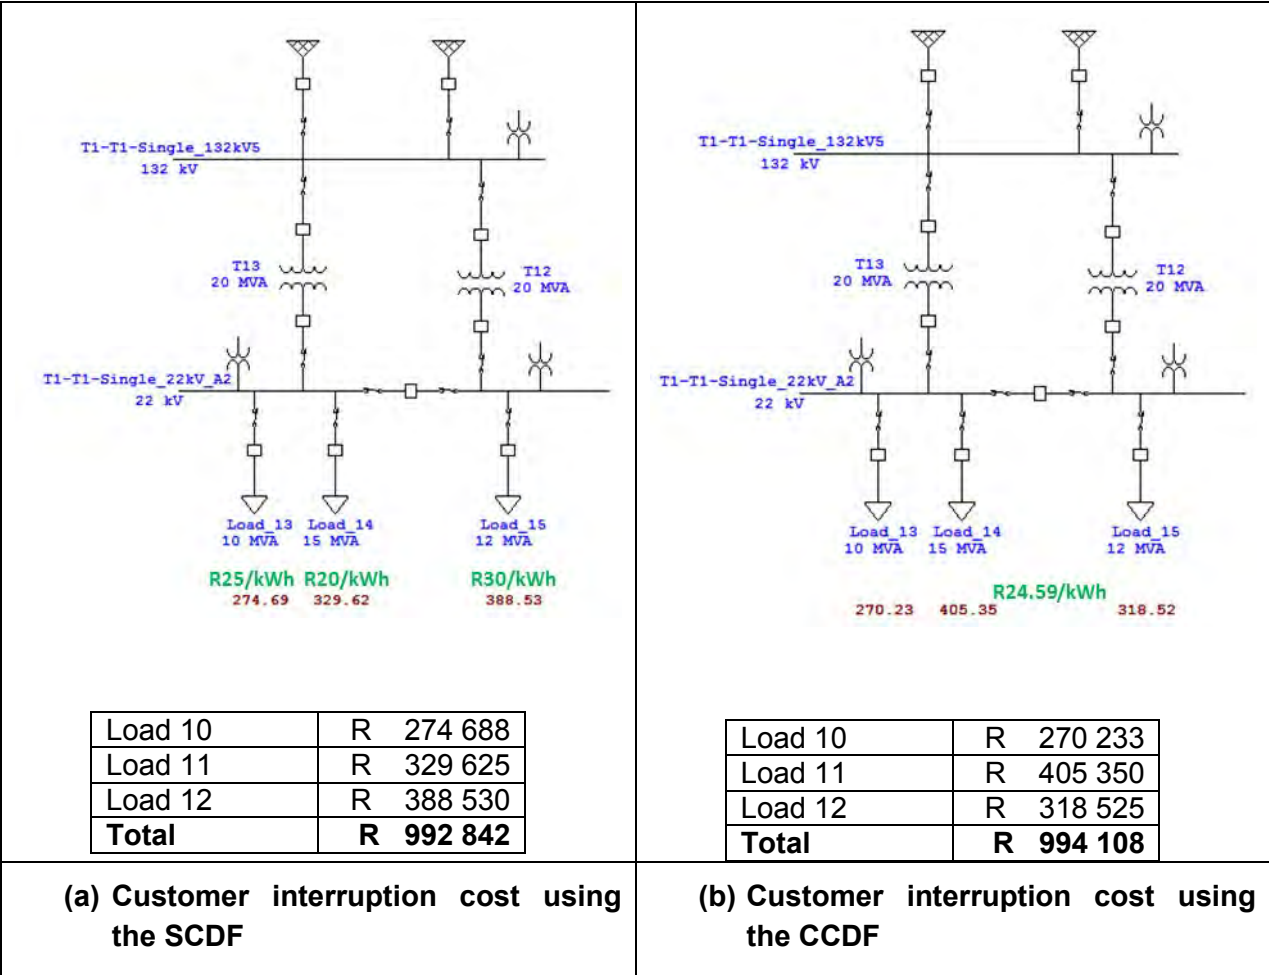 T1-T1-Single_132kV5
132 kV
T13
20 MVA
T12
20 MVA
T1-T1-Single_22kV_A2
22 kV
Load_13 Load_14 Load_15
10 MVA 15 MVA 12 MVA
R25/kWh R20/kWh R30/kWh
274.69 329.62 388.53
Load 10 R 274 688
Load 11 R 329 625
Load 12 R 388 530
Total R 992 842
(a) Customer interruption cost using
the SCDF
T1-T1-Single_132kV5
132 kV
T13
20 MVA
T12
20 MVA
T1-T1-Single_22kV_A2
22 kV
Load_13 Load_14 Load_15
10 MVA 15 MVA 12 MVA
R24.59/kWh
270.23 405.35 318.52
Load 10 R 270 233
Load 11 R 405 350
Load 12 R 318 525
Total R 994 108
(b) Customer interruption cost using
the CCDF